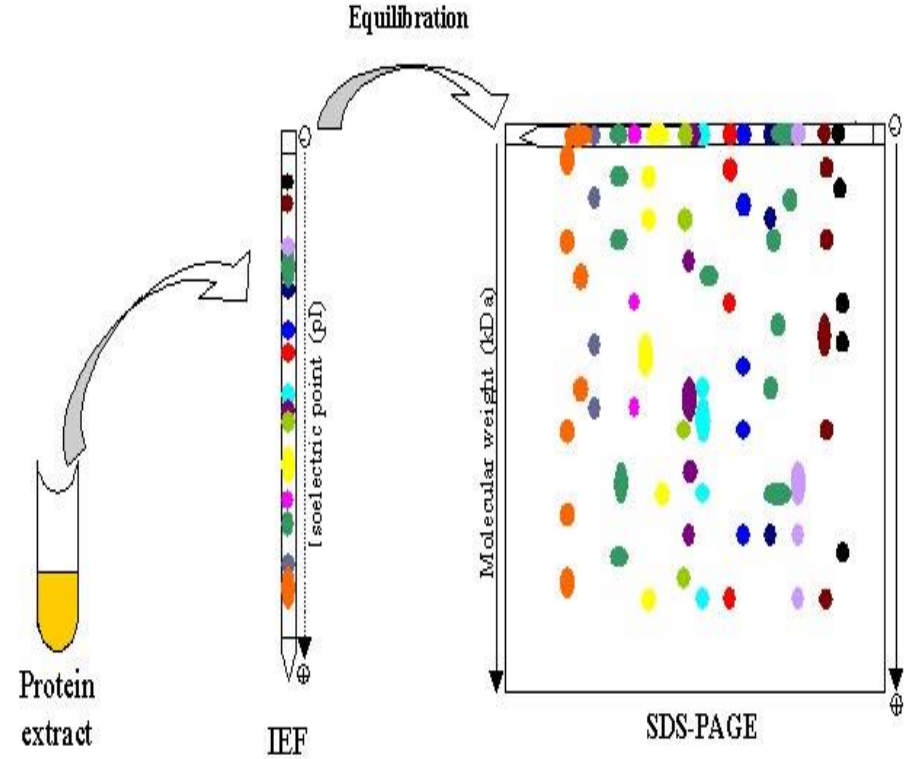 Equilibration
Protein
extract
Isoelectric point (pI)
IEF
Molecular weight (kDa)
SDS-PAGE